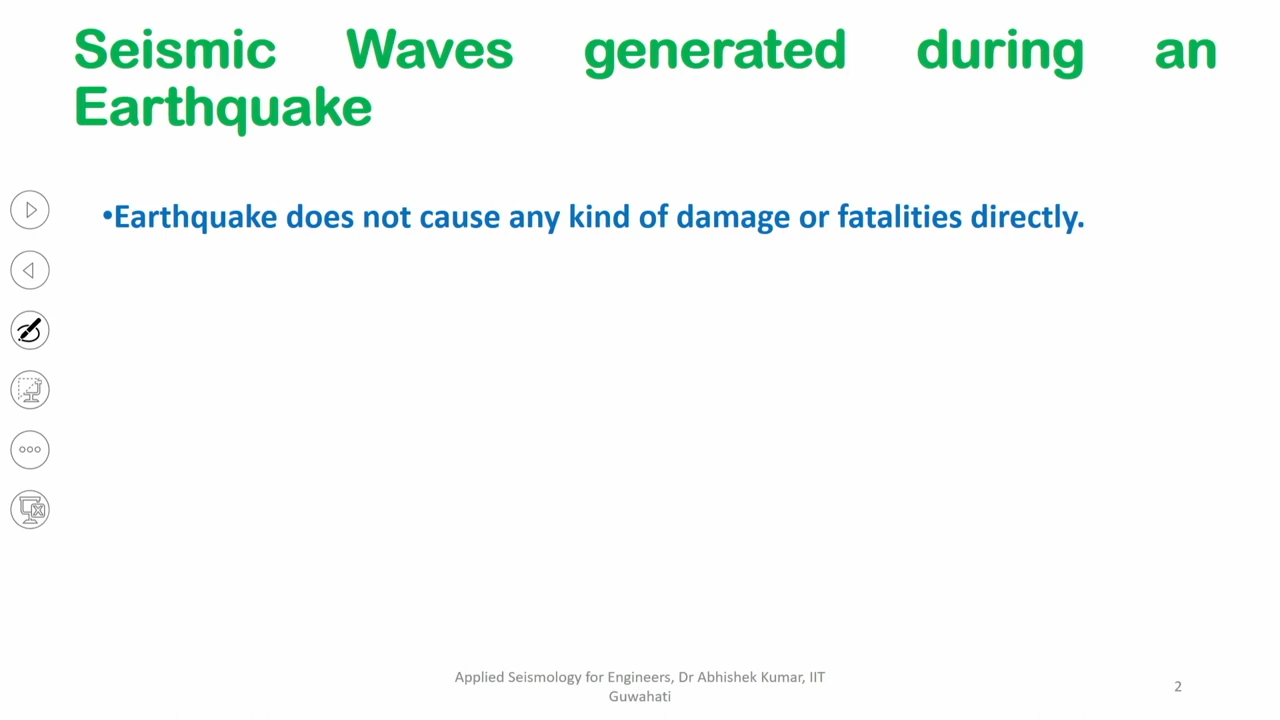 Seismic Waves generated during an
Earthquake
•Earthquake does not cause any kind of damage or fatalities directly.
Applied Seismology for Engineers, Dr Abhishek Kumar, IIT
Guwahati
2